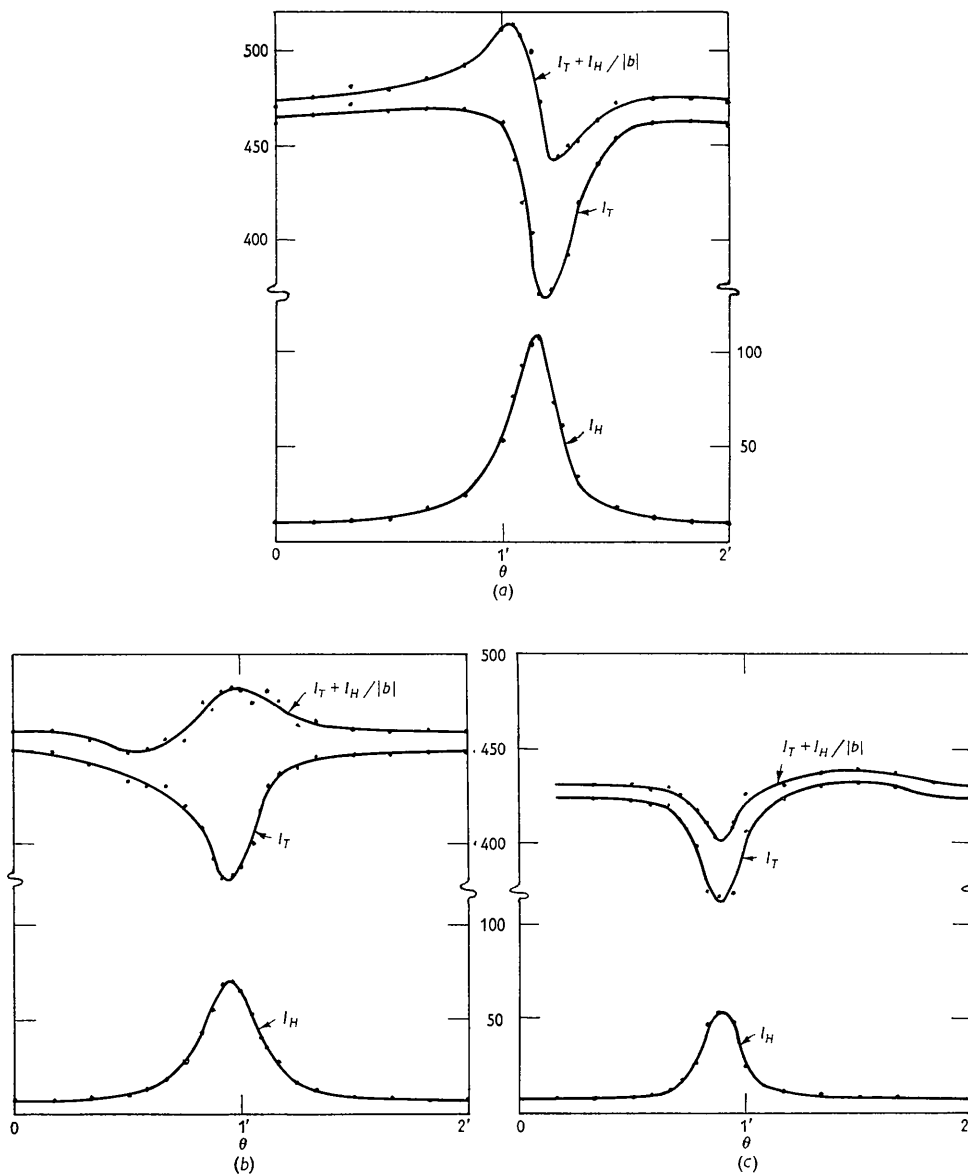 500
450
400
100
50
I_T + I_H / |b|
I_T
I_H
0
1'
2'
θ
(a)
500
450
400
100
50
I_T + I_H / |b|
I_T
I_H
0
1'
2'
θ
(b)
I_T + I_H / |b|
I_T
I_H
0
1'
2
θ
(c)